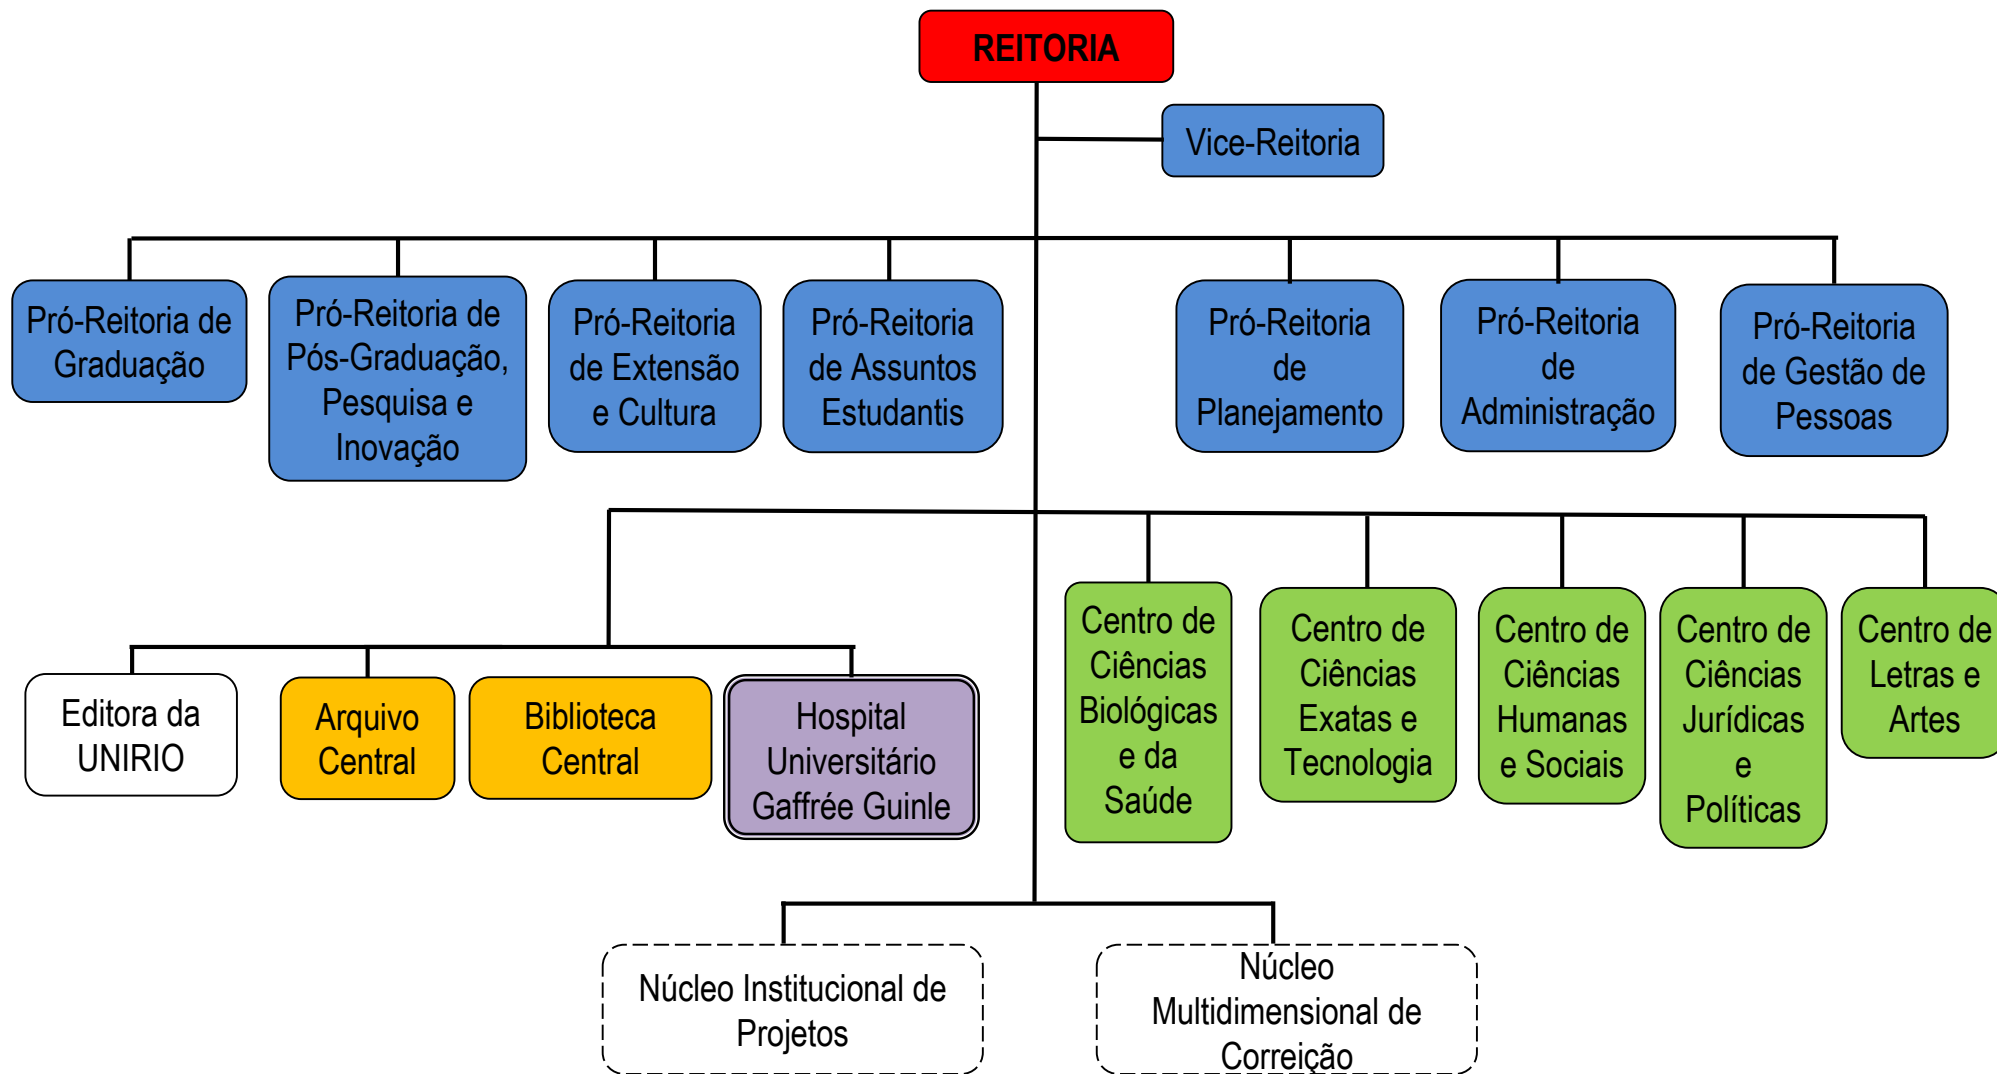 REITORIA
Vice-Reitoria
Pró-Reitoria de
Graduação
Pró-Reitoria de
Pós-Graduação,
Pesquisa e
Inovação
Pró-Reitoria
de Extensão
e Cultura
Pró-Reitoria
de Assuntos
Estudantis
Pró-Reitoria
de
Planejamento
Pró-Reitoria
de
Administração
Pró-Reitoria
de Gestão de
Pessoas
Editora da
UNIRIO
Arquivo
Central
Biblioteca
Central
Hospital
Universitário
Gaffrée Guinle
Centro de
Ciências
Biológicas
e da
Saúde
Centro de
Ciências
Exatas e
Tecnologia
Centro de
Ciências
Humanas
e Sociais
Centro de
Ciências
Jurídicas
e
Políticas
Centro de
Letras e
Artes
Núcleo Institucional de
Projetos
Núcleo
Multidimensional de
Correição